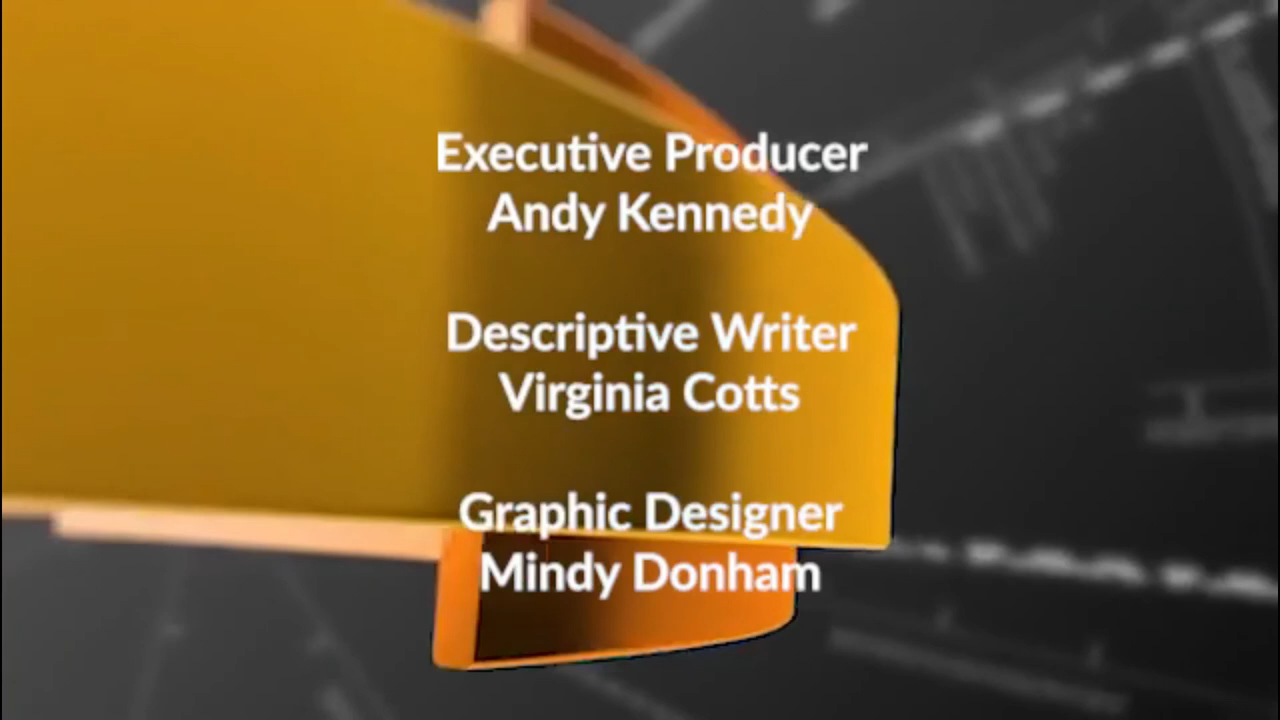 Executive Producer
Andy Kennedy
Descriptive Writer
Virginia Cotts
Graphic Designer
Mindy Donham